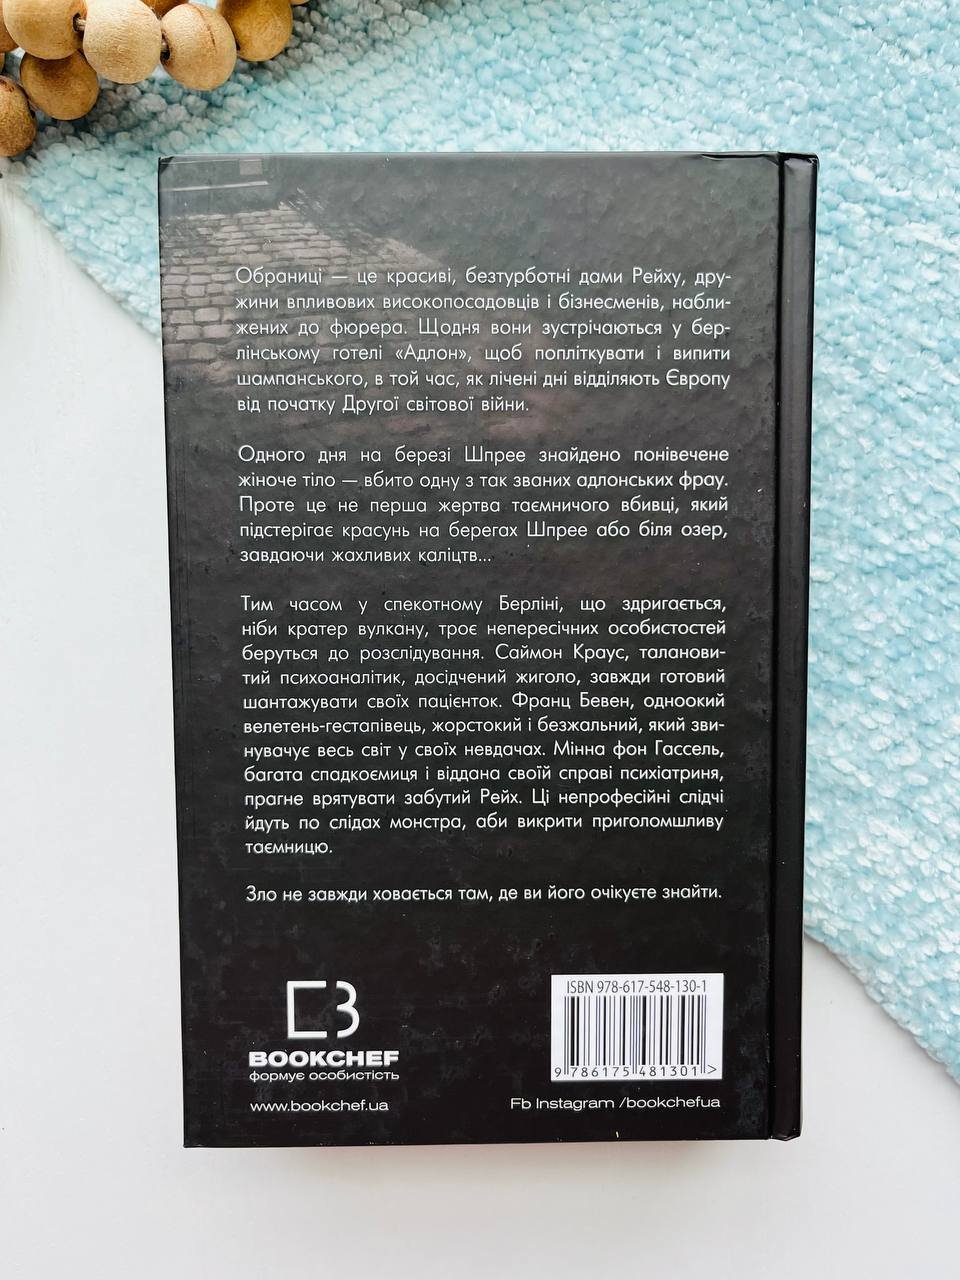 Обраниці — це красиві, безтурботні дами Рейху, дру-
жини впливових високопосадовців і бізнесменів, набли-
жених до фюрера. Щодня вони зустрічаються у бер-
лінському готелі «Адлон», щоб попліткувати і випити
шампанського, в той час, як лічені дні відділяють Європу
від початку Другої світової війни.
Одного дня на березі Шпрее знайдено понівечене
жіноче тіло — вбито одну з так званих адлонських фрау.
Проте це не перша жертва таємничого вбивці, який
підстерігає красунь на берегах Шпрее або біля озер,
завдаючи жахливих каліцтв...
Тим часом у спекотному Берліні, що здригається,
ніби кратер вулкану, троє непересічних особистостей
беруться до розслідування. Саймон Краус, талано­ви-
тий психоаналітик, досвідчений жиголо, завжди готовий
шантажувати своїх пацієнток. Франц Бевен, одноокий
велетень-гестапівець, жорстокий і безжальний, який зви-
нувачує весь світ у своїх невдачах. Мінна фон Гассель,
багата спадкоємиця і віддана своїй справі психіатриня,
прагне врятувати забутий Рейх. Ці непрофесійні слідчі
йдуть по слідах монстра, аби викрити приголомшливу
таємницю.
Зло не завжди ховається там, де ви його очікуєте знайти.
BOOKCHEF
формує особистість
www.bookchef.ua
ISBN 978-617-548-130-1
9 786175 481301 >
Fb Instagram /bookchefua